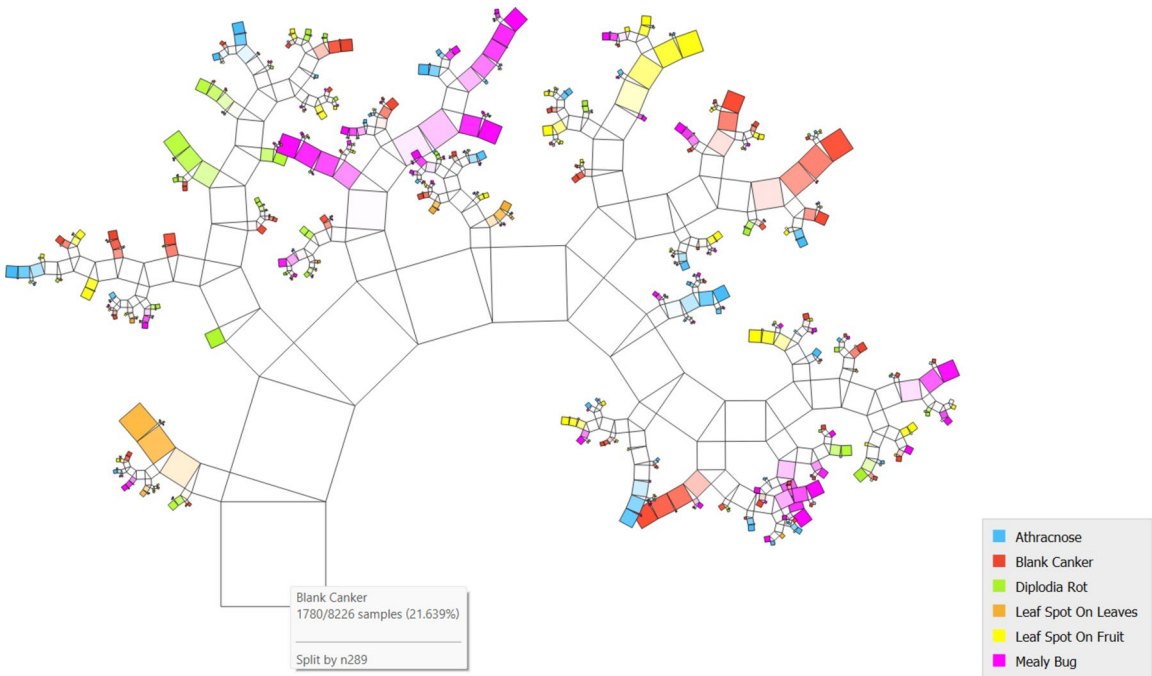 Blank Canker
1780/8226 samples (21.639%)
Split by n289
Athracnose
Blank Canker
Diplodia Rot
Leaf Spot On Leaves
Leaf Spot On Fruit
Mealy Bug